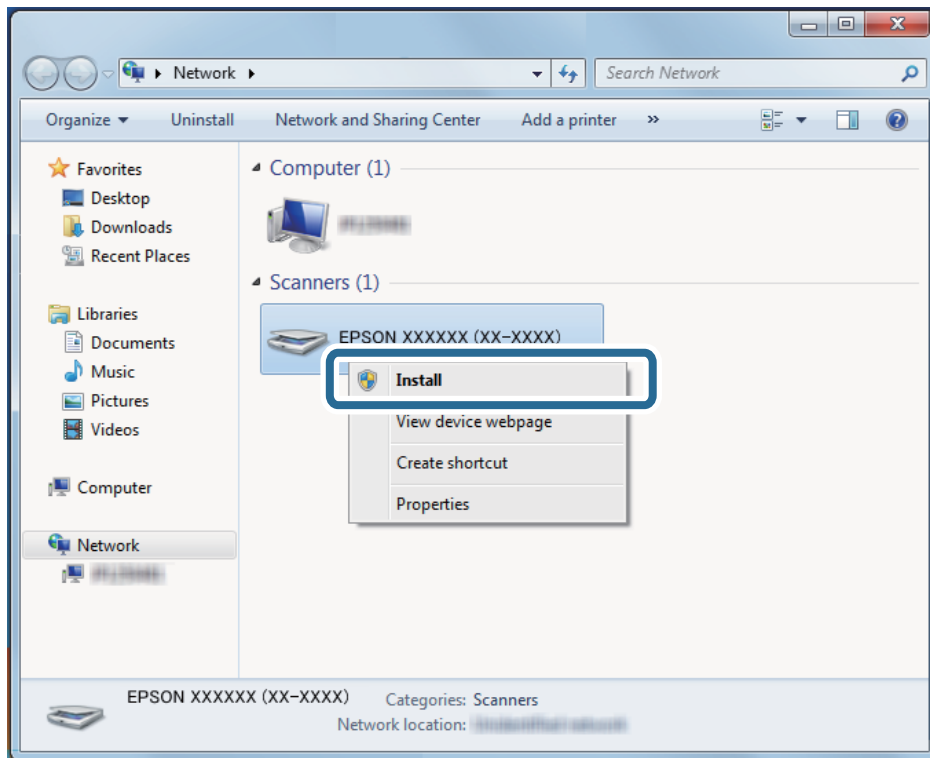 Network
Search Network
Organize Uninstall Network and Sharing Center Add a printer »
Favorites
Desktop
Downloads
Recent Places
Libraries
Documents
Music
Pictures
Videos
Computer
Network
Computer (1)
Scanners (1)
EPSON XXXXXX (XX-XXXX)
Install
View device webpage
Create shortcut
Properties
EPSON XXXXXX (XX-XXXX) Categories: Scanners
Network location: